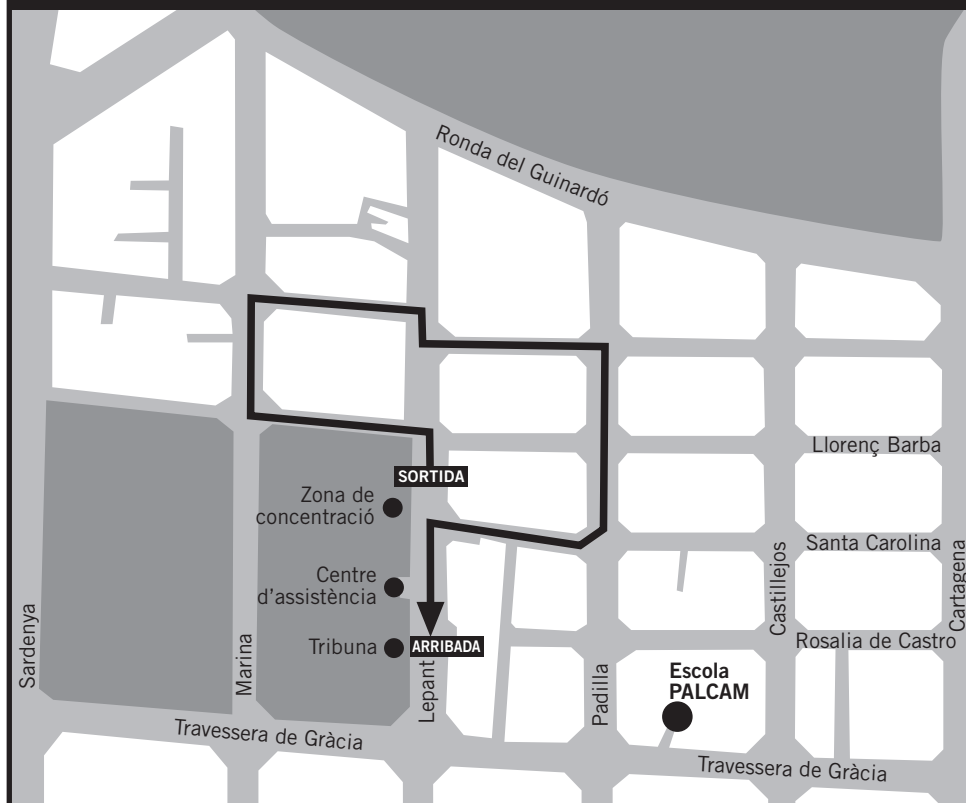 Ronda del Guinardó
Llorenç Barba
SORTIDA
Zona de
concentració
Santa Carolina
Centre
d'assistència
Castillejos
Cartagena
Sardenya
Marina
Tribuna
ARRIBADA
Rosalia de Castro
Lepant
Padilla
Escola
PALCAM
Travessera de Gràcia
Travessera de Gràcia